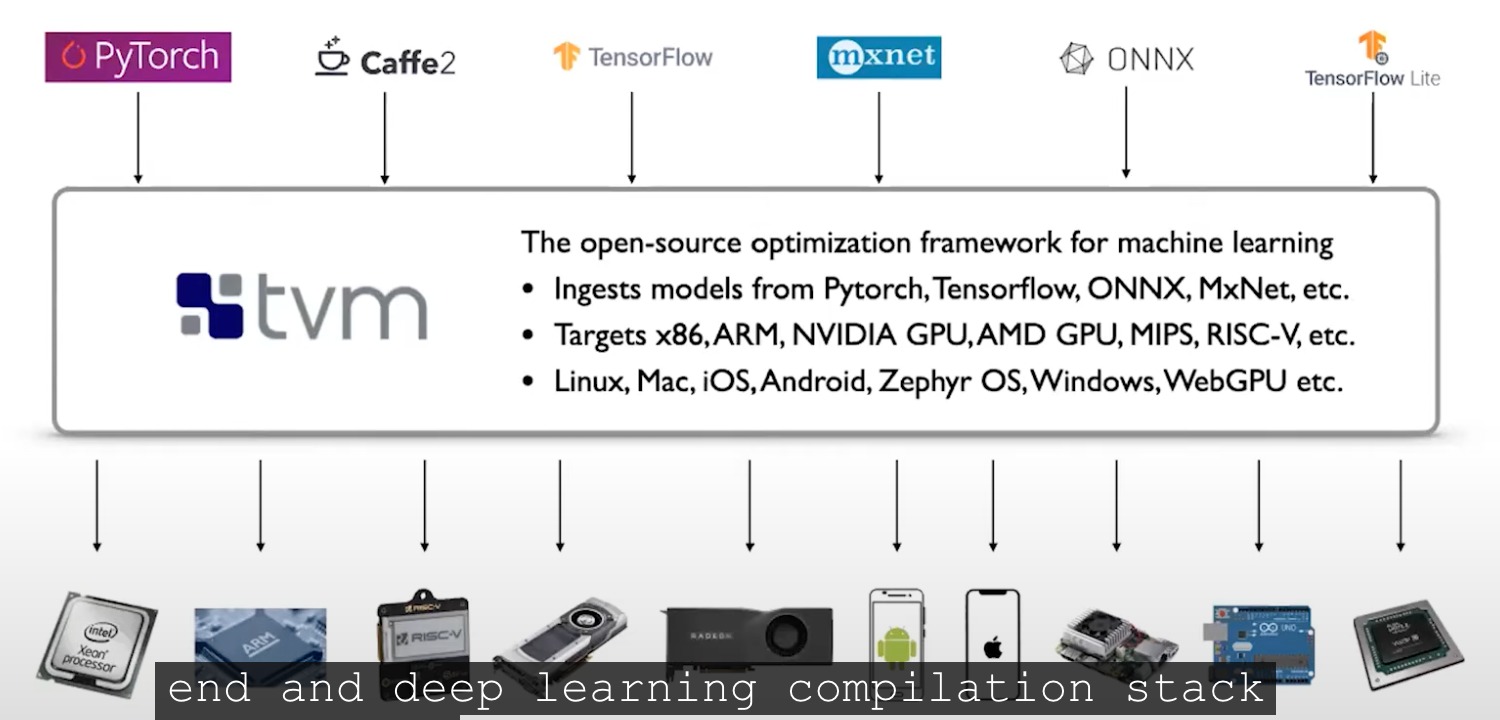 PyTorch
Caffe2
TensorFlow
mxnet
ONNX
TensorFlow Lite
tvm
The open-source optimization framework for machine learning
• Ingests models from Pytorch, Tensorflow, ONNX, MxNet, etc.
• Targets x86, ARM, NVIDIA GPU, AMD GPU, MIPS, RISC-V, etc.
• Linux, Mac, iOS, Android, Zephyr OS, Windows, WebGPU etc.
intel
Xeon
processor
ARM
RISC-V
RISC-V
RADEON
UNO
end and deep learning compilation stack